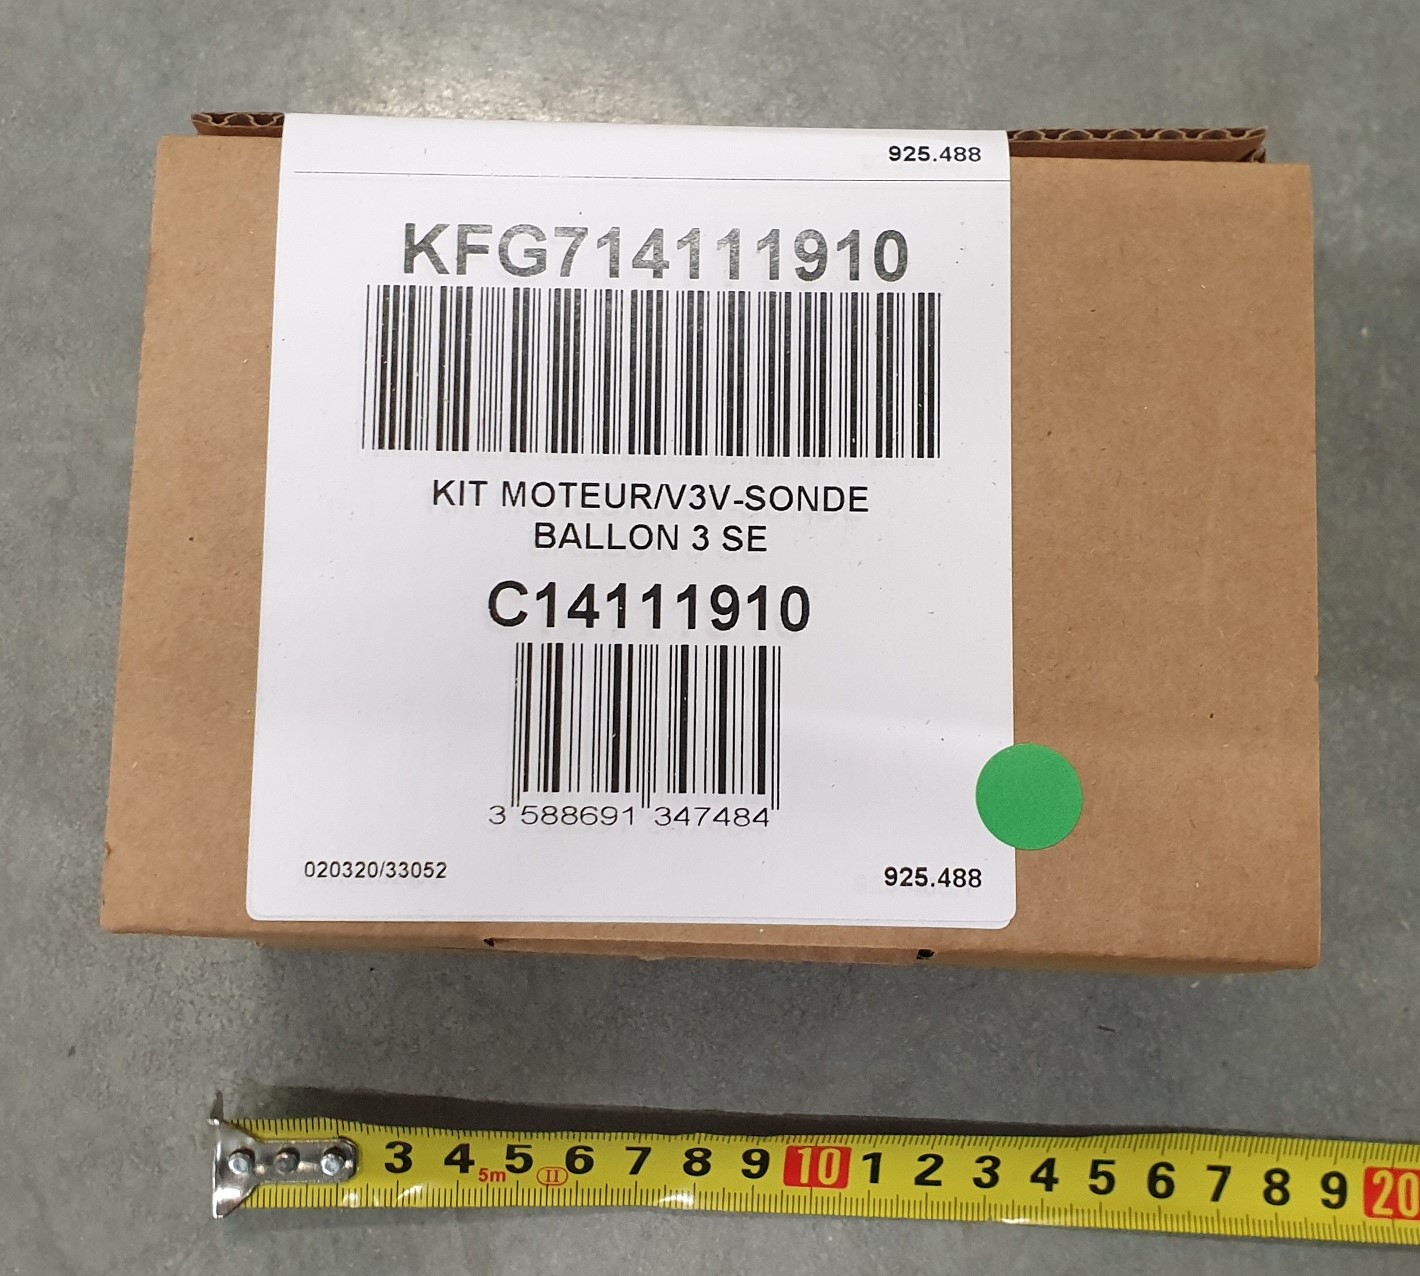 925.488
KFG714111910
KIT MOTEUR/V3V-SONDE
BALLON 3 SE
C14111910
3 588691 347484
020320/33052 925.488
3 4 5 6 7 8 9 10 1 2 3 4 5 6 7 8 9 20
5m II